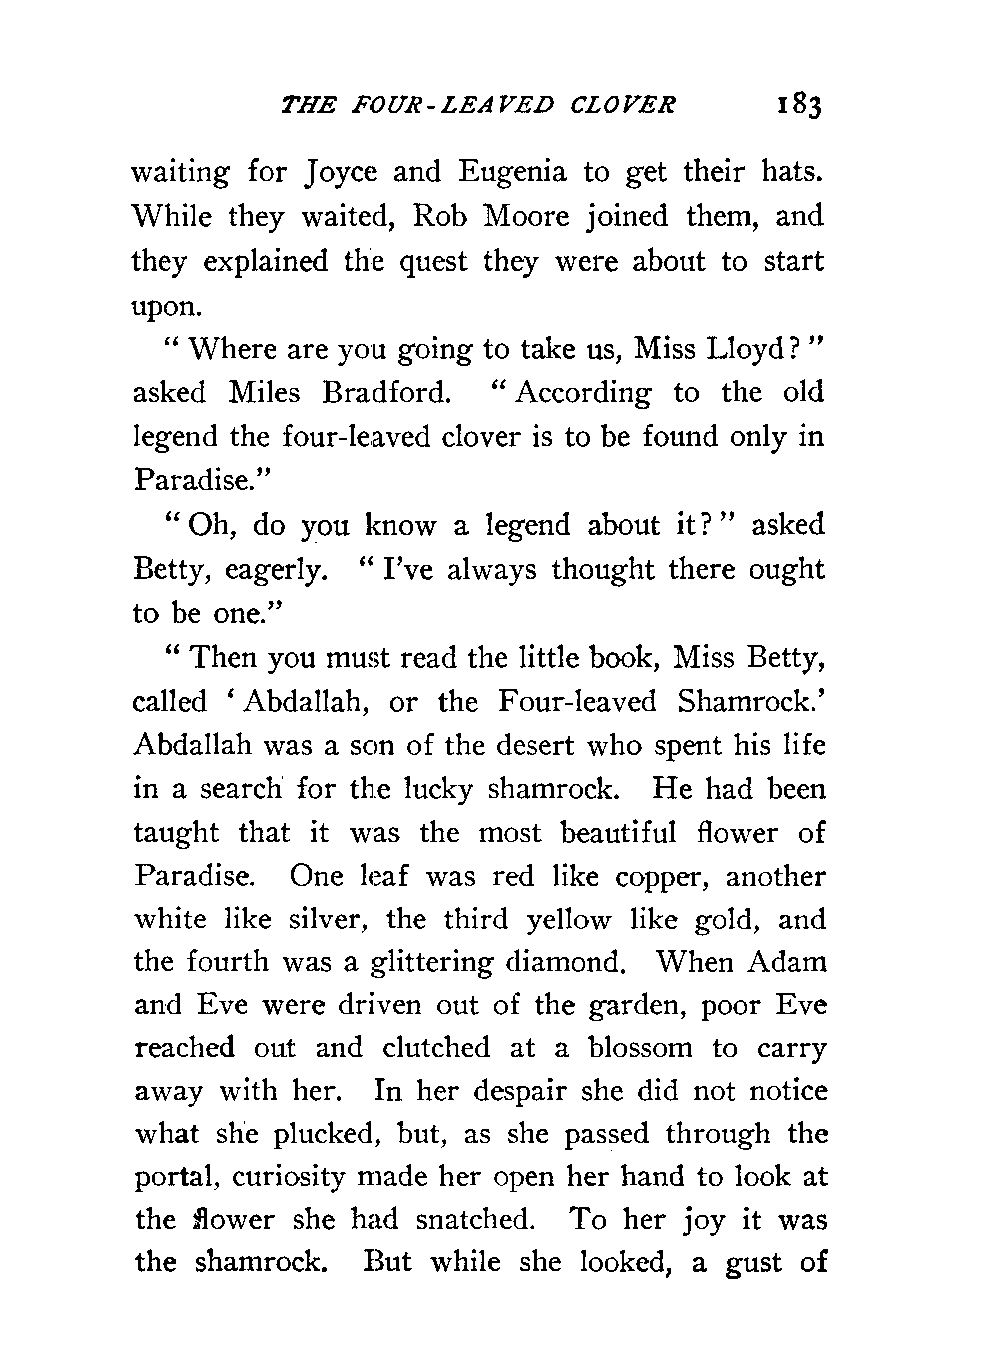 THE FOUR-LEAVED CLOVER 183
waiting for Joyce and Eugenia to get their hats.
While they waited, Rob Moore joined them, and
they explained the quest they were about to start
upon.
“ Where are you going to take us, Miss Lloyd? ”
asked Miles Bradford. “ According to the old
legend the four-leaved clover is to be found only in
Paradise.”
“ Oh, do you know a legend about it? ” asked
Betty, eagerly. “ I’ve always thought there ought
to be one.”
“ Then you must read the little book, Miss Betty,
called ‘ Abdallah, or the Four-leaved Shamrock.’
Abdallah was a son of the desert who spent his life
in a search for the lucky shamrock. He had been
taught that it was the most beautiful flower of
Paradise. One leaf was red like copper, another
white like silver, the third yellow like gold, and
the fourth was a glittering diamond. When Adam
and Eve were driven out of the garden, poor Eve
reached out and clutched at a blossom to carry
away with her. In her despair she did not notice
what she plucked, but, as she passed through the
portal, curiosity made her open her hand to look at
the flower she had snatched. To her joy it was
the shamrock. But while she looked, a gust of